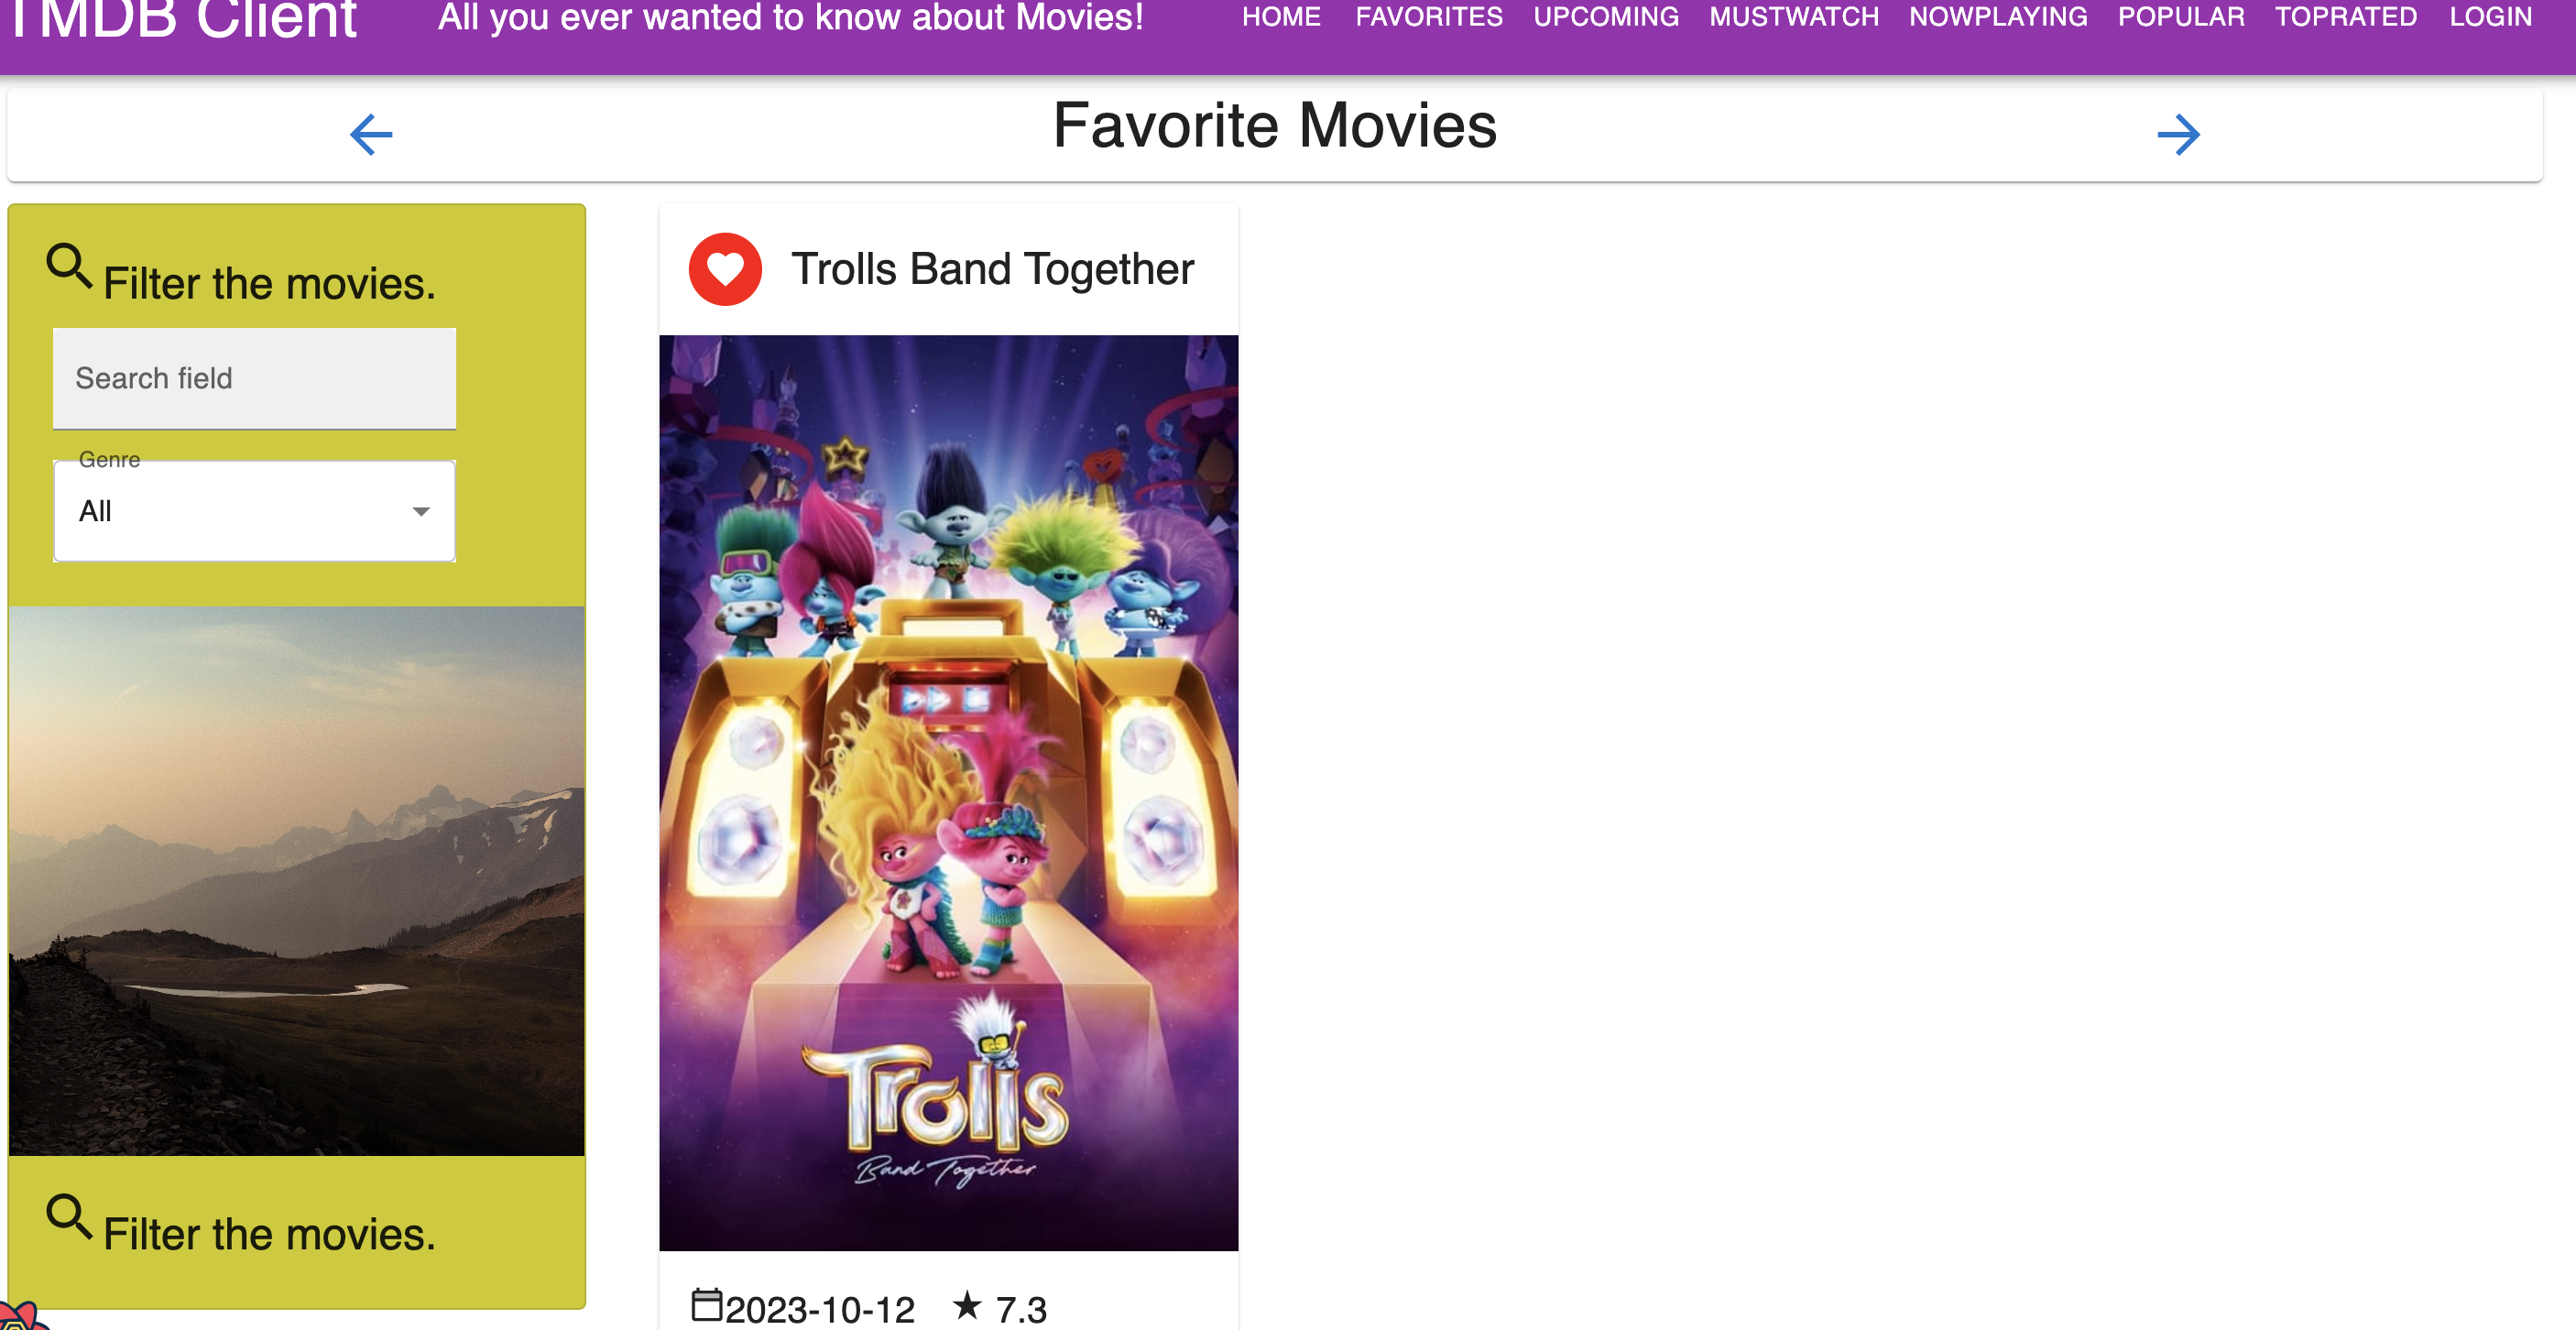 TMDB Client
All you ever wanted to know about Movies!
HOME FAVORITES UPCOMING MUSTWATCH NOWPLAYING POPULAR TOPRATED LOGIN
Favorite Movies
Filter the movies.
Search field
Genre
All
Filter the movies.
Trolls Band Together
Trolls
Band Together
2023-10-12 7.3